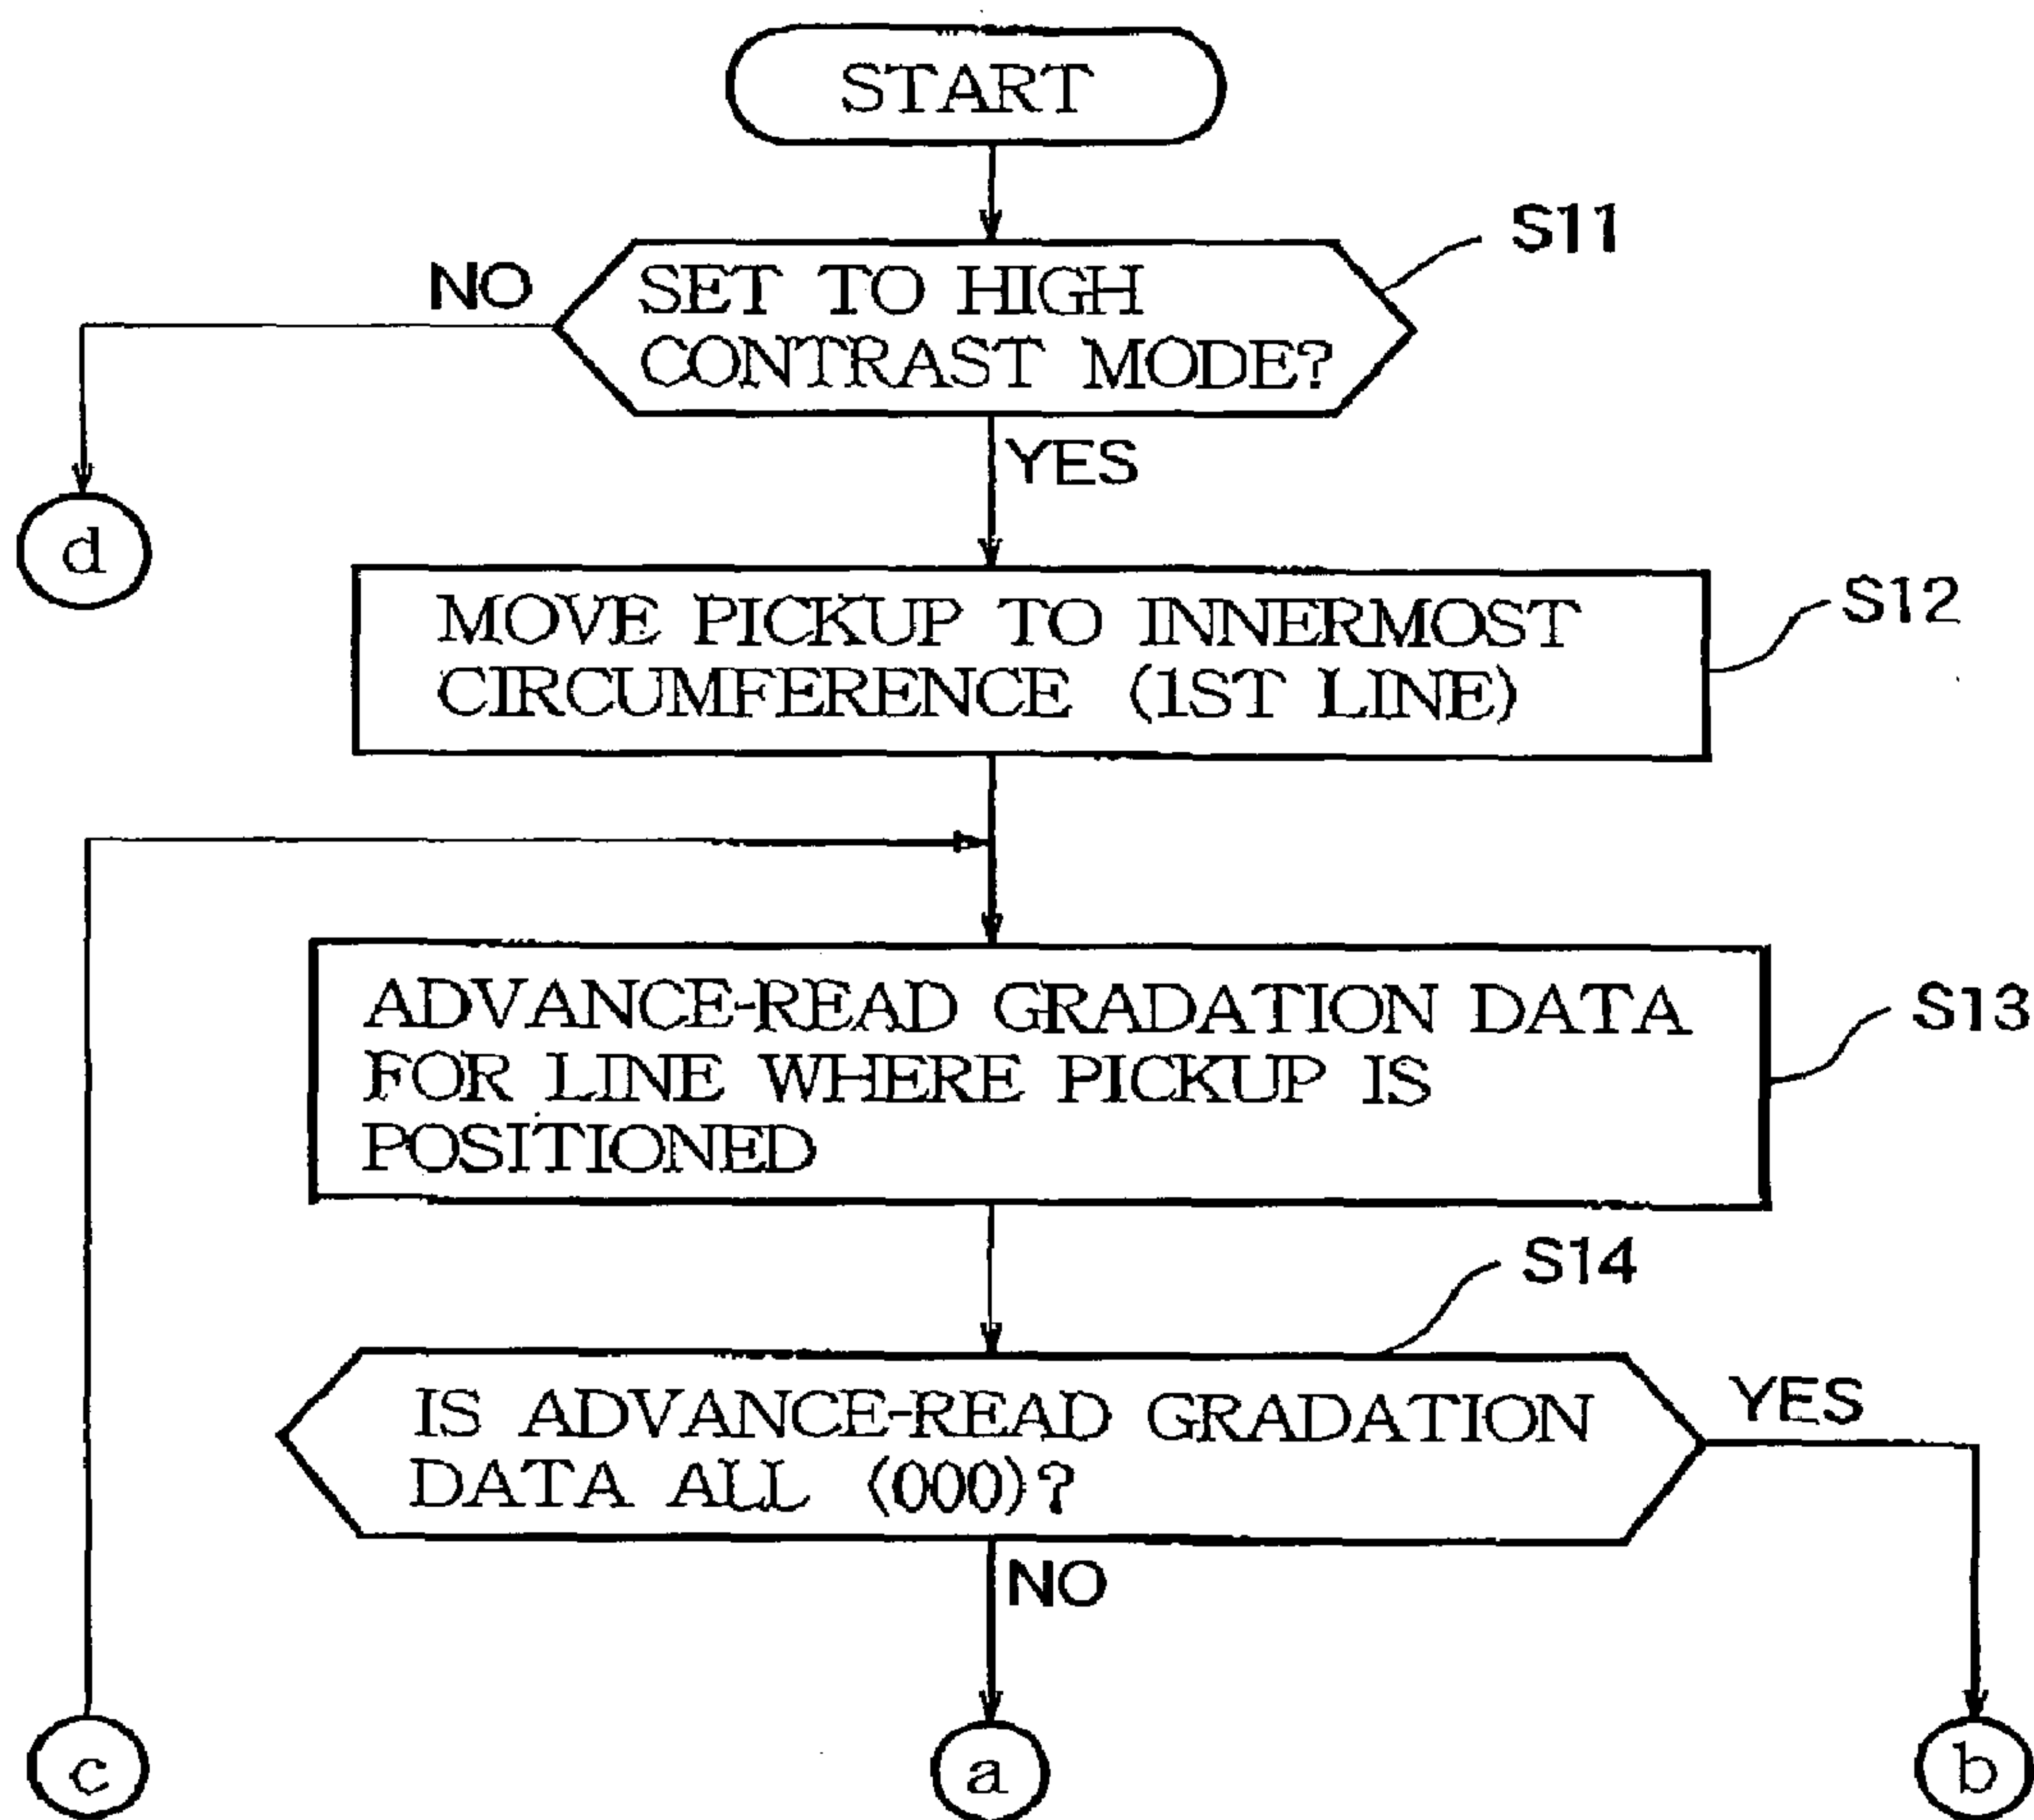 START
S11
NO
SET TO HIGH
CONTRAST MODE?
YES
d
MOVE PICKUP TO INNERMOST
CIRCUMFERENCE (1ST LINE)
S12
ADVANCE-READ GRADATION DATA
FOR LINE WHERE PICKUP IS
POSITIONED
S13
S14
IS ADVANCE-READ GRADATION
DATA ALL (000)?
YES
NO
c
a
b